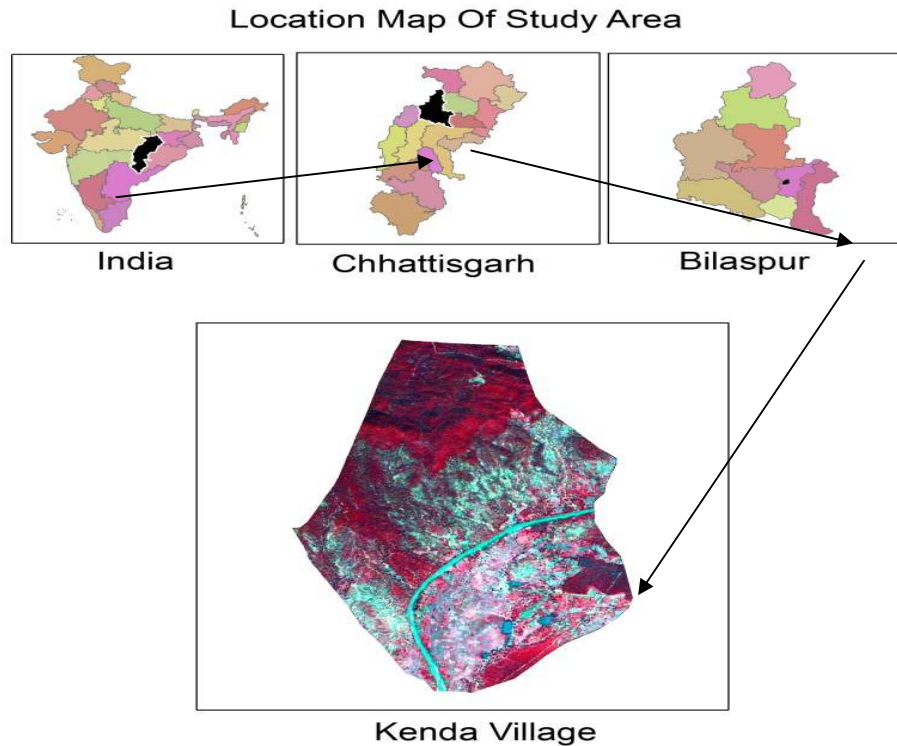 Location Map Of Study Area
India
Chhattisgarh
Bilaspur
Kenda Village